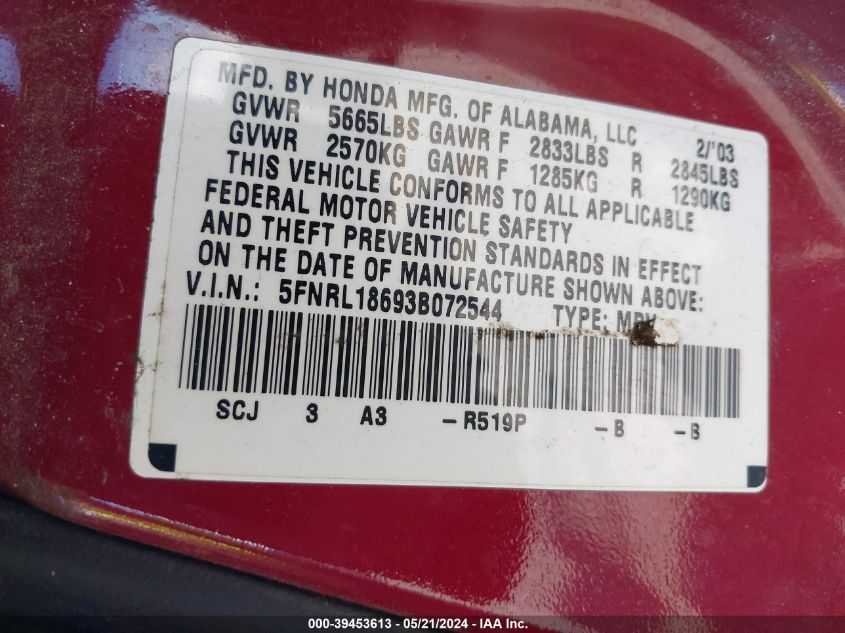 MFD. BY HONDA MFG. OF ALABAMA, LLC 2/'03
GVWR 5665LBS GAWR F 2833LBS R 2845LBS
GVWR 2570KG GAWR F 1285KG R 1290KG
THIS VEHICLE CONFORMS TO ALL APPLICABLE
FEDERAL MOTOR VEHICLE SAFETY
AND THEFT PREVENTION STANDARDS IN EFFECT
ON THE DATE OF MANUFACTURE SHOWN ABOVE:
V.I.N.: 5FNRL18693B072544 TYPE: MPV
SCJ 3 A3 -R519P -B -B
000-39453613 - 05/21/2024 - IAA, Inc.